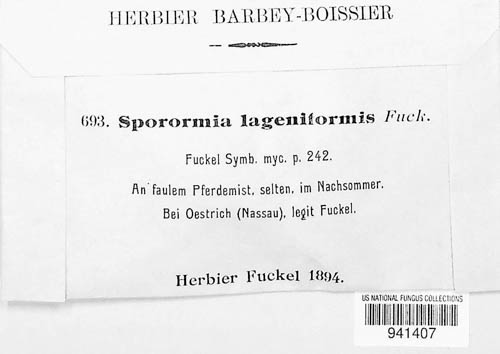 HERBIER BARBEY-BOISSIER
693. Sporormia lageniformis Fuck.
Fuckel Symb. myc. p. 242.
An faulem Pferdemist, selten, im Nachsommer.
Bei Oestrich (Nassau), legit Fuckel.
Herbier Fuckel 1894.
US NATIONAL FUNGUS COLLECTIONS
941407